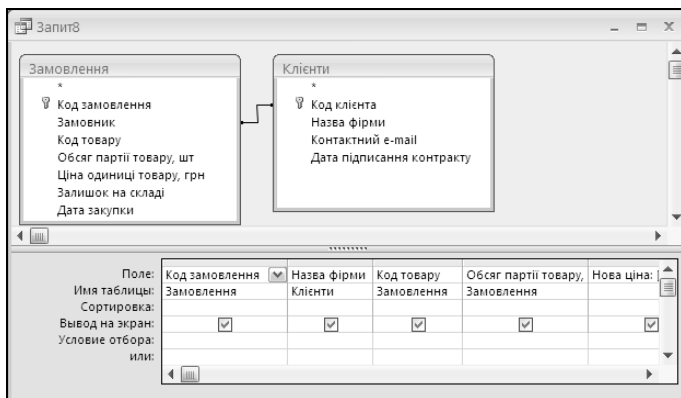 Запит8
Замовлення
*
Код замовлення
Замовник
Код товару
Обсяг партії товару, шт
Ціна одиниці товару, грн
Залишок на складі
Дата закупки
Клієнти
*
Код клієнта
Назва фірми
Контактний e-mail
Дата підписання контракту
Поле: Код замовлення Назва фірми Код товару Обсяг партії товару, Нова ціна: [
Имя таблицы: Замовлення Клієнти Замовлення Замовлення
Сортировка:
Вывод на экран:
Условие отбора:
или: